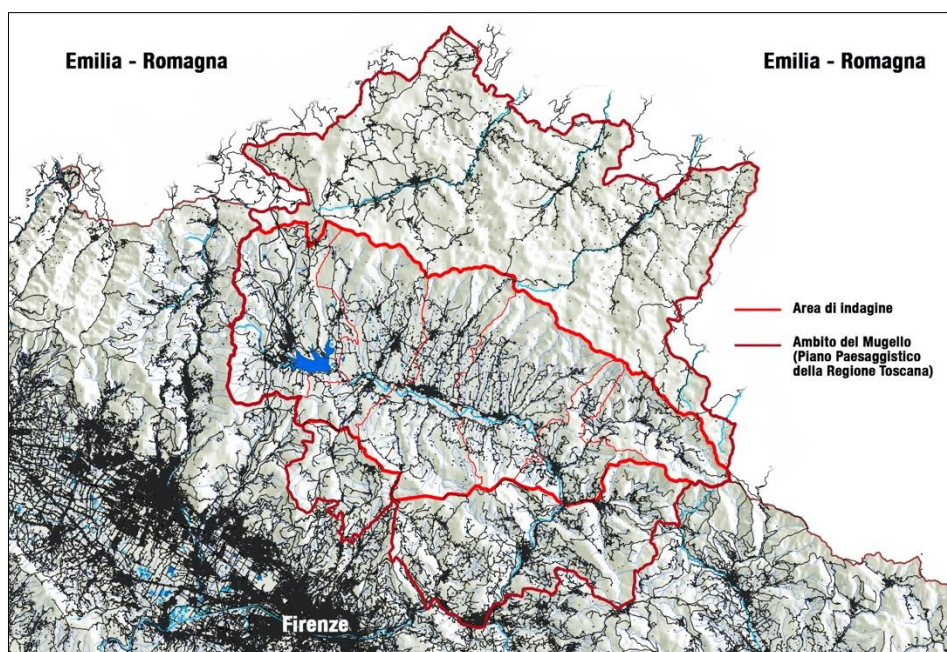 Emilia - Romagna
Emilia - Romagna
Area di indagine
Ambito del Mugello
(Piano Paesaggistico
della Regione Toscana)
Firenze